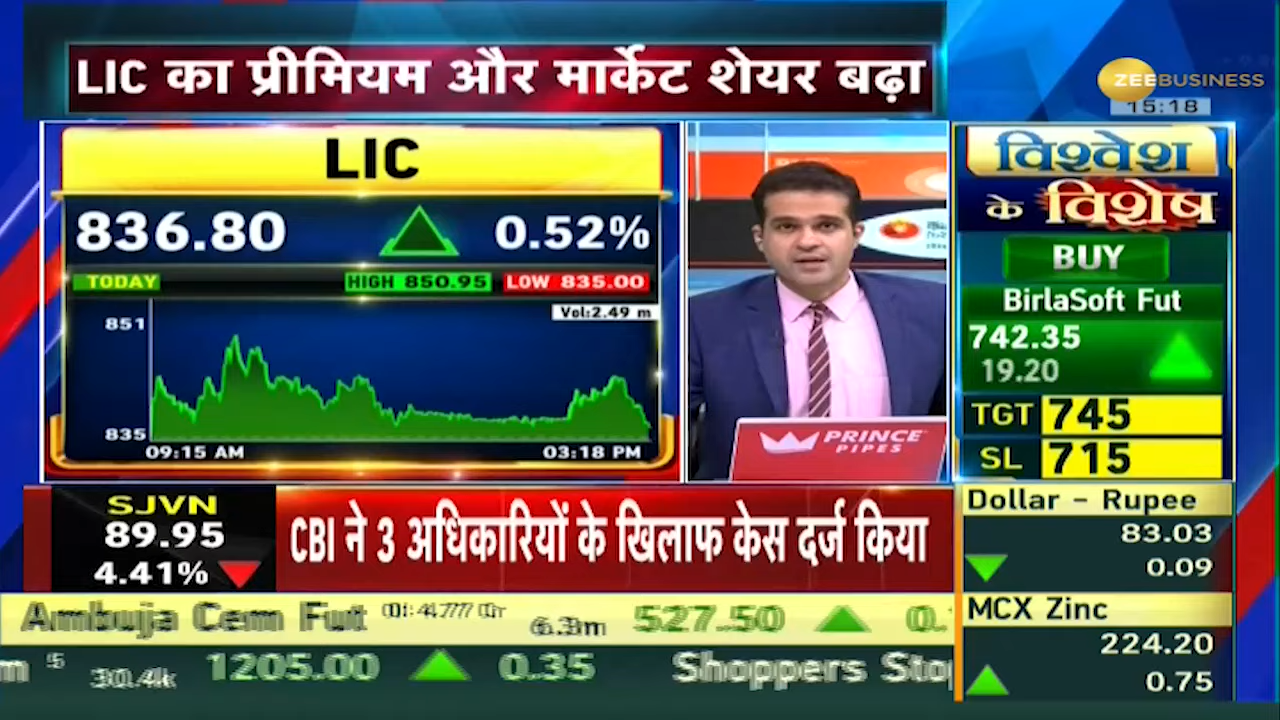 LIC का प्रीमियम और मार्केट शेयर बढ़ा
ZEEBUSINESS
15:18
LIC
836.80 0.52%
TODAY HIGH 850.95 LOW 835.00
Vol:2.49 m
851
835
09:15 AM 03:18 PM
PRINCE
PIPES
विश्वेश
के विशेष
BUY
BirlaSoft Fut
742.35
19.20
TGT 745
SL 715
SJVN
89.95
4.41%
CBI ने 3 अधिकारियों के खिलाफ केस दर्ज किया
Dollar - Rupee
83.03
0.09
MCX Zinc
224.20
0.75
Ambuja Cem Fut 6.3m 527.50 0.
m 30.4k 1205.00 0.35 Shoppers Stop